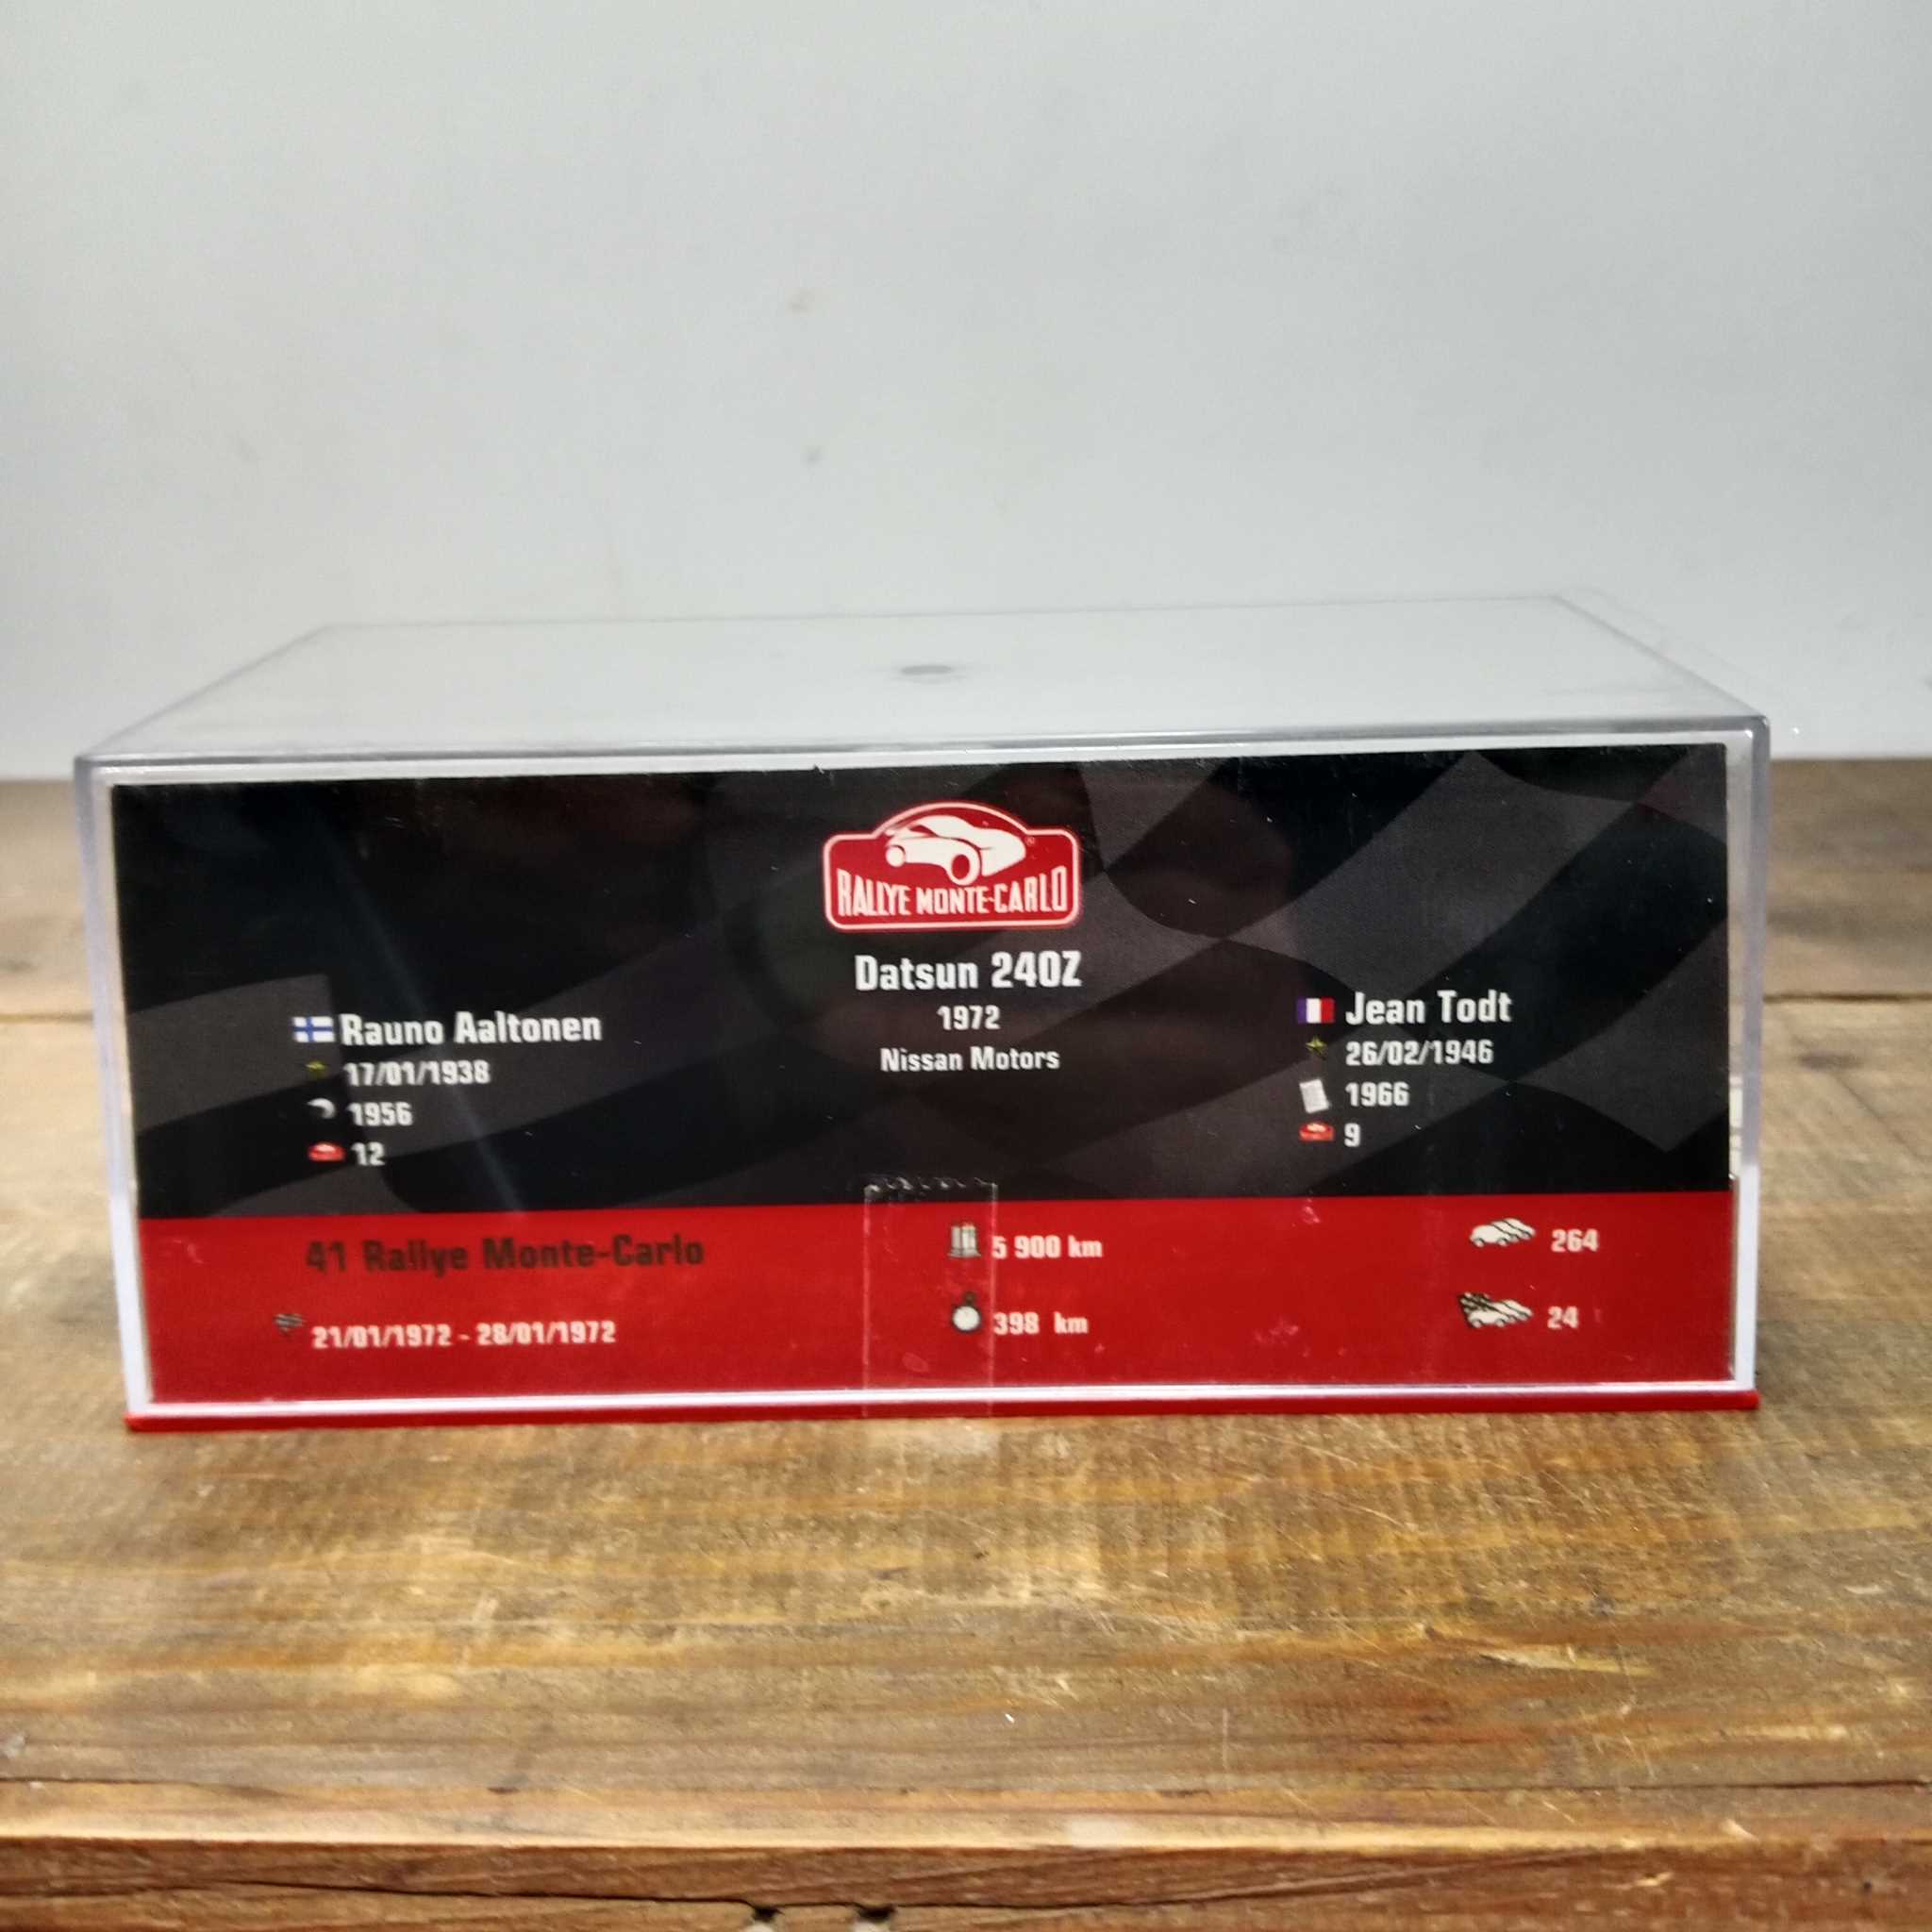 RALLYE MONTE-CARLO
Datsun 240Z
1972
Nissan Motors
Rauno Aaltonen
17/01/1938
1956
12
Jean Todt
26/02/1946
1966
9
41 Rallye Monte-Carlo
21/01/1972 - 28/01/1972
5 900 km
398 km
264
24